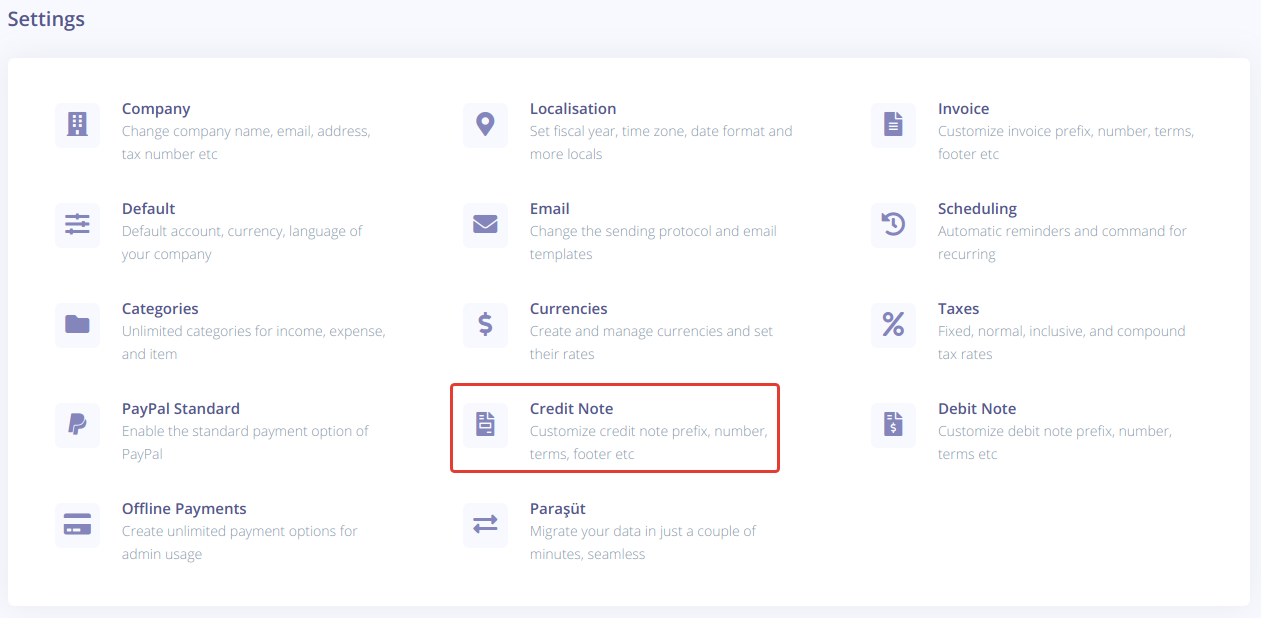 Settings
Company
Change company name, email, address,
tax number etc
Localisation
Set fiscal year, time zone, date format and
more locals
Invoice
Customize invoice prefix, number, terms,
footer etc
Default
Default account, currency, language of
your company
Email
Change the sending protocol and email
templates
Scheduling
Automatic reminders and command for
recurring
Categories
Unlimited categories for income, expense,
and item
Currencies
Create and manage currencies and set
their rates
Taxes
Fixed, normal, inclusive, and compound
tax rates
PayPal Standard
Enable the standard payment option of
PayPal
Credit Note
Customize credit note prefix, number,
terms, footer etc
Debit Note
Customize debit note prefix, number,
terms etc
Offline Payments
Create unlimited payment options for
admin usage
Paraşüt
Migrate your data in just a couple of
minutes, seamless